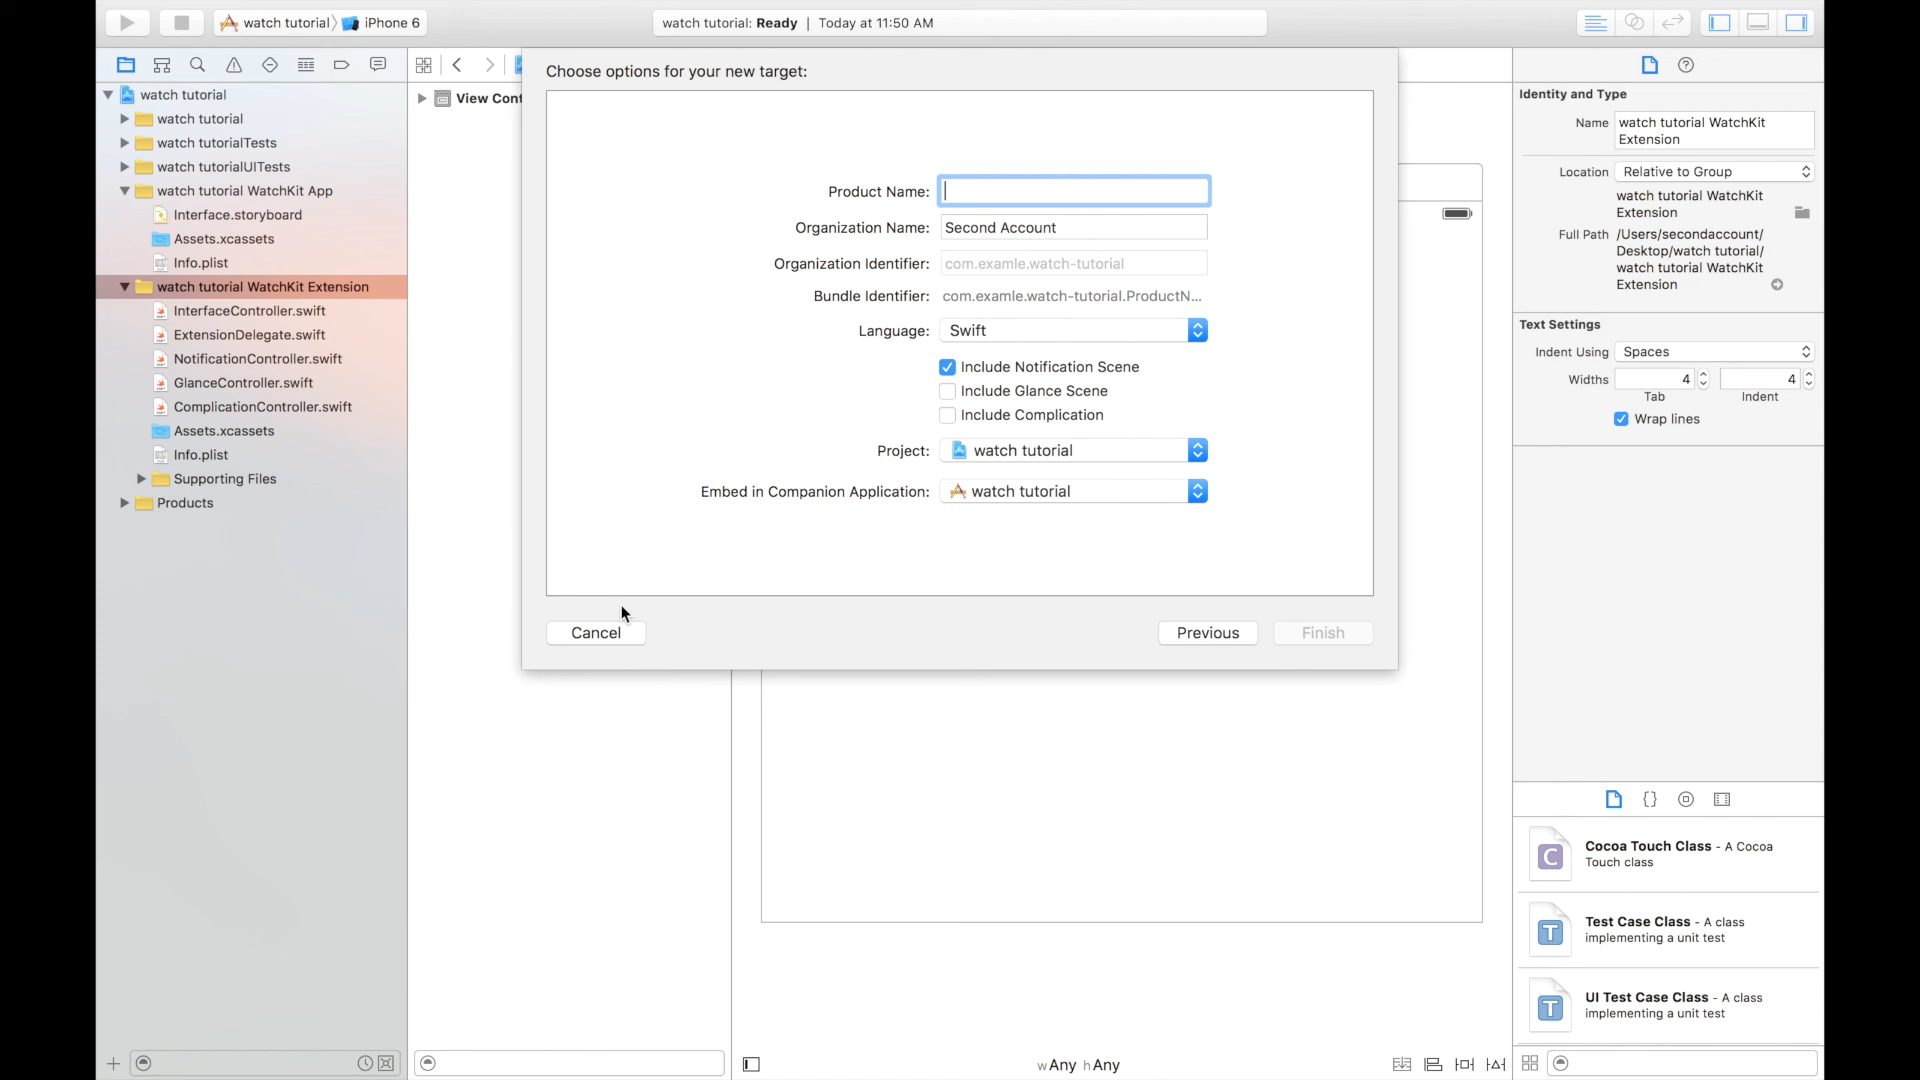 watch tutorial iPhone 6
watch tutorial: Ready | Today at 11:50 AM
watch tutorial
watch tutorial
watch tutorialTests
watch tutorialUITests
watch tutorial WatchKit App
Interface.storyboard
Assets.xcassets
Info.plist
watch tutorial WatchKit Extension
InterfaceController.swift
ExtensionDelegate.swift
NotificationController.swift
GlanceController.swift
ComplicationController.swift
Assets.xcassets
Info.plist
Supporting Files
Products
View Cont
Choose options for your new target:
Product Name:
Organization Name: Second Account
Organization Identifier: com.examle.watch-tutorial
Bundle Identifier: com.examle.watch-tutorial.ProductN...
Language: Swift
Include Notification Scene
Include Glance Scene
Include Complication
Project: watch tutorial
Embed in Companion Application: watch tutorial
Cancel Previous Finish
wAny hAny
Identity and Type
Name watch tutorial WatchKit
Extension
Location Relative to Group
watch tutorial WatchKit
Extension
Full Path /Users/secondaccount/
Desktop/watch tutorial/
watch tutorial WatchKit
Extension
Text Settings
Indent Using Spaces
Widths 4 4
Tab Indent
Wrap lines
C Cocoa Touch Class - A Cocoa
Touch class
T Test Case Class - A class
implementing a unit test
T UI Test Case Class - A class
implementing a unit test